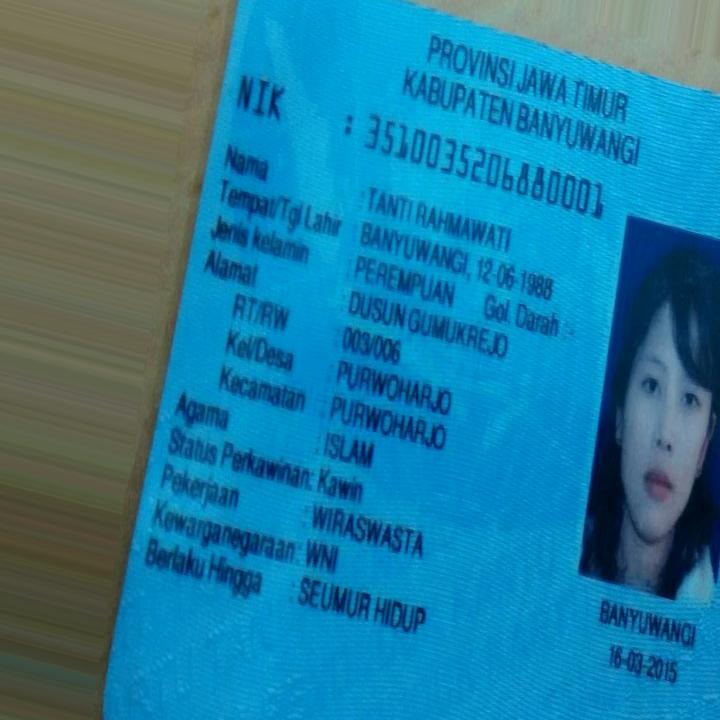 PROVINSI JAWA TIMUR
KABUPATEN BANYUWANGI
NIK : 3510035206880001
Nama : TANTI RAHMAWATI
Tempat/Tgl Lahir : BANYUWANGI, 12-06-1988
Jenis kelamin : PEREMPUAN Gol. Darah : -
Alamat : DUSUN GUMUKREJO
RT/RW : 003/006
Kel/Desa : PURWOHARJO
Kecamatan : PURWOHARJO
Agama : ISLAM
Status Perkawinan: Kawin
Pekerjaan : WIRASWASTA
Kewarganegaraan: WNI
Berlaku Hingga : SEUMUR HIDUP
BANYUWANGI
16-03-2015